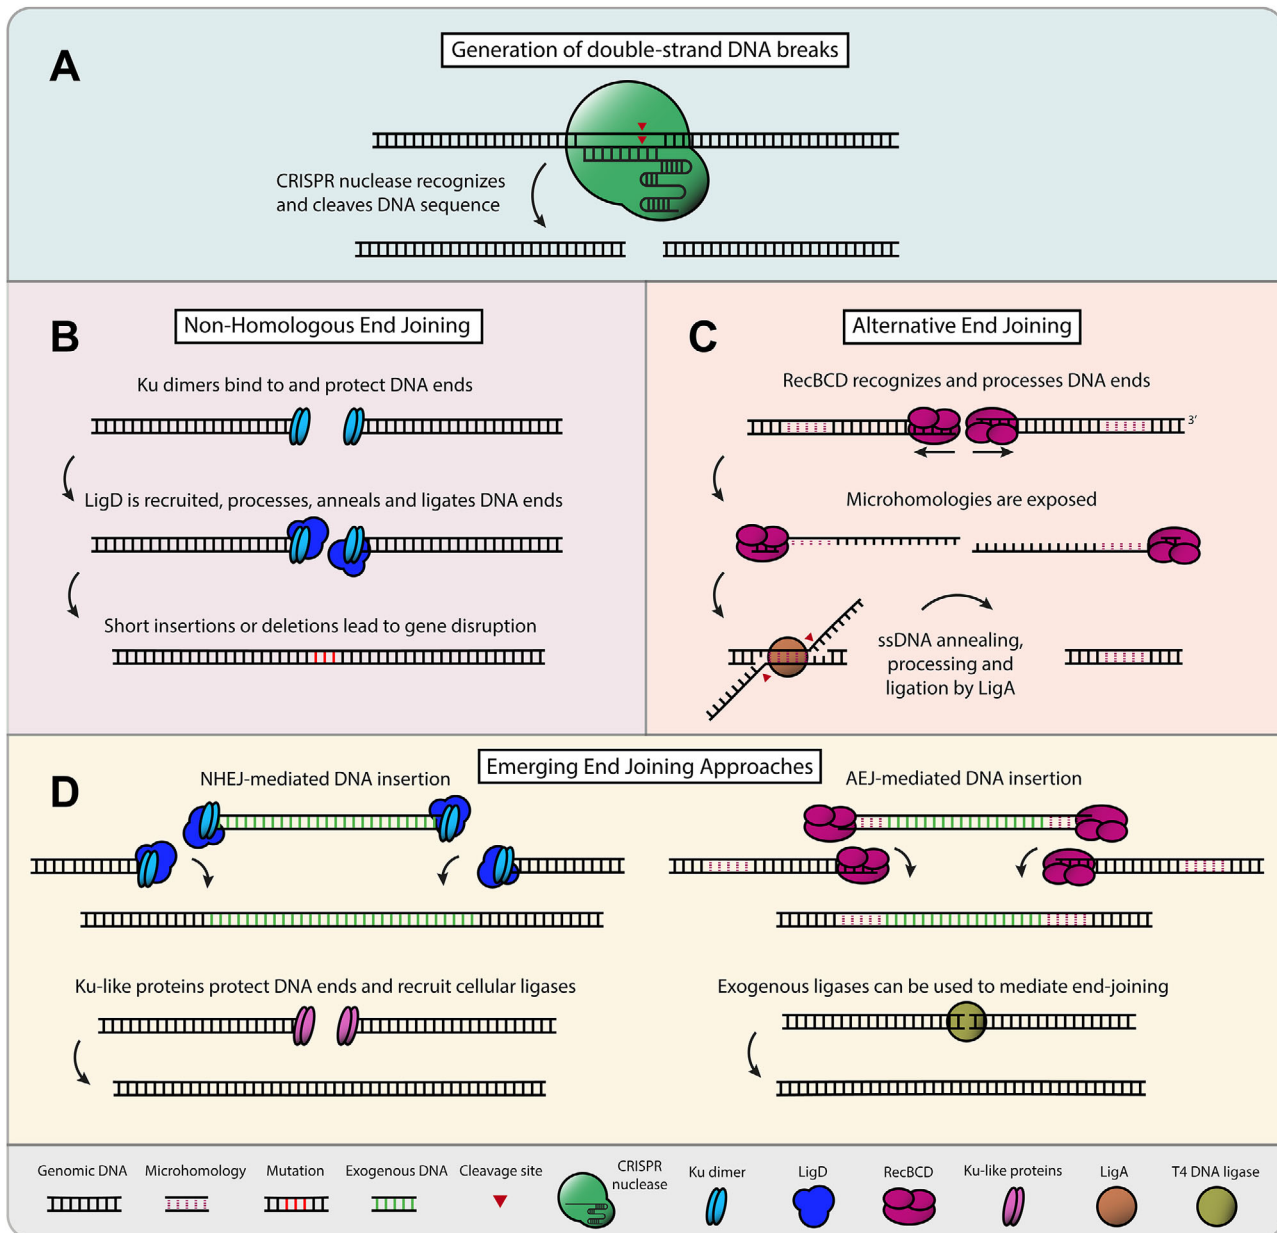 A
Generation of double-strand DNA breaks
CRISPR nuclease recognizes
and cleaves DNA sequence
B
Non-Homologous End Joining
Ku dimers bind to and protect DNA ends
LigD is recruited, processes, anneals and ligates DNA ends
Short insertions or deletions lead to gene disruption
C
Alternative End Joining
RecBCD recognizes and processes DNA ends
3'
Microhomologies are exposed
ssDNA annealing,
processing and
ligation by LigA
D
Emerging End Joining Approaches
NHEJ-mediated DNA insertion
AEJ-mediated DNA insertion
Ku-like proteins protect DNA ends and recruit cellular ligases
Exogenous ligases can be used to mediate end-joining
Genomic DNA
Microhomology
Mutation
Exogenous DNA
Cleavage site
CRISPR
nuclease
Ku dimer
LigD
RecBCD
Ku-like proteins
LigA
T4 DNA ligase